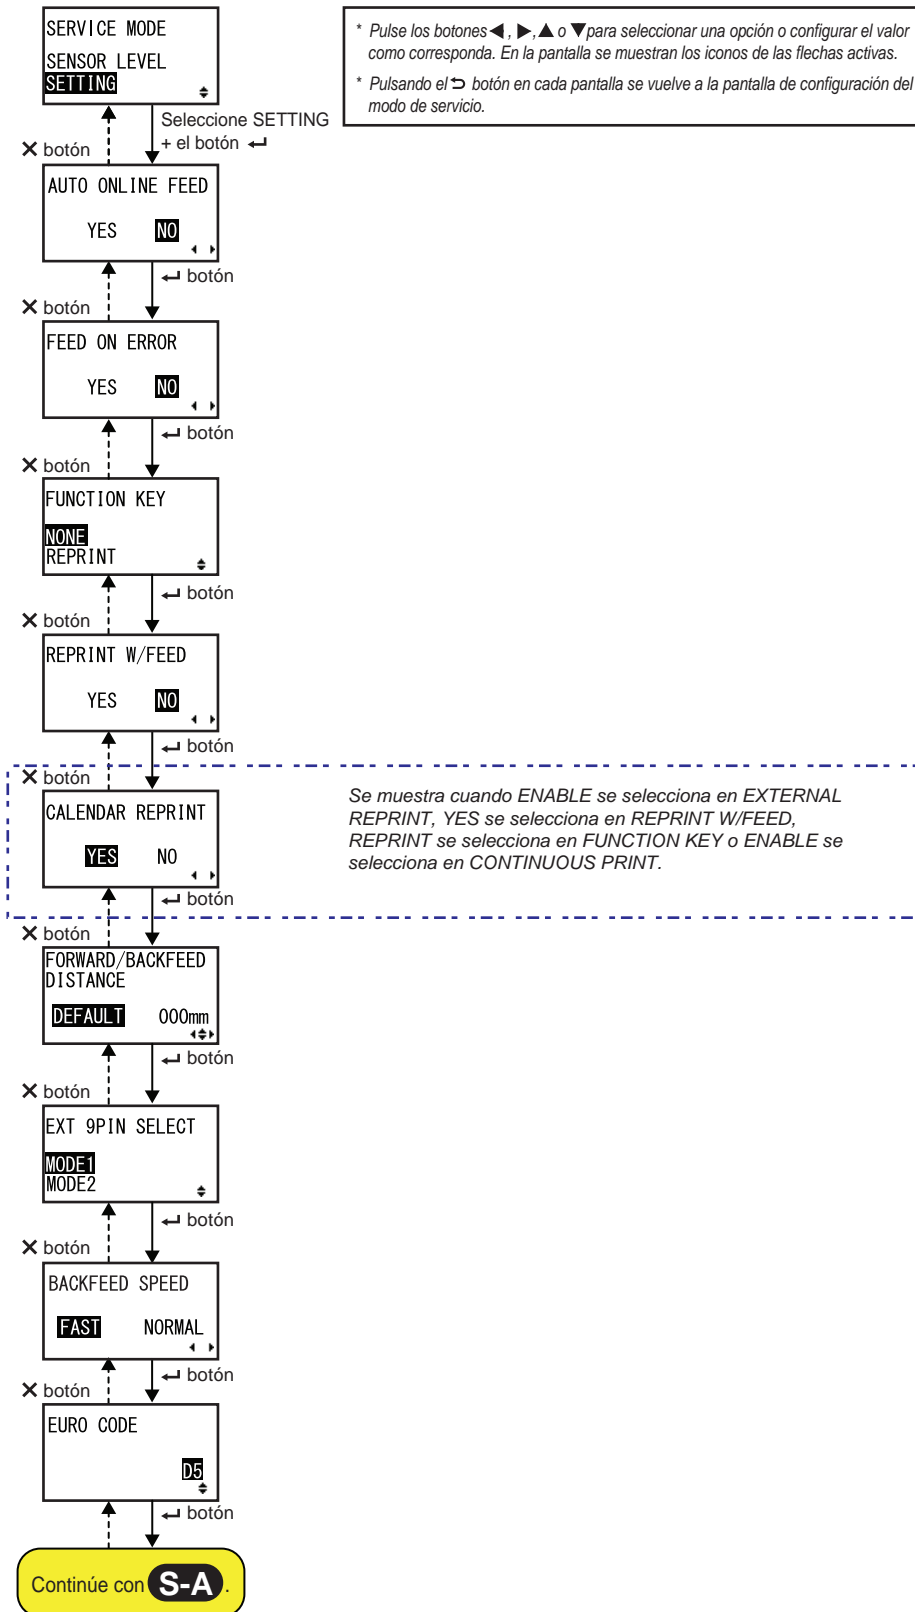 SERVICE MODE
SENSOR LEVEL
SETTING
* Pulse los botones ◀, ▶, ▲ o ▼ para seleccionar una opción o configurar el valor
como corresponda. En la pantalla se muestran los iconos de las flechas activas.
* Pulsando el ⮌ botón en cada pantalla se vuelve a la pantalla de configuración del
modo de servicio.
Seleccione SETTING
+ el botón ↵
✕ botón
AUTO ONLINE FEED
YES NO
↵ botón
✕ botón
FEED ON ERROR
YES NO
↵ botón
✕ botón
FUNCTION KEY
NONE
REPRINT
↵ botón
✕ botón
REPRINT W/FEED
YES NO
↵ botón
✕ botón
CALENDAR REPRINT
YES NO
Se muestra cuando ENABLE se selecciona en EXTERNAL
REPRINT, YES se selecciona en REPRINT W/FEED,
REPRINT se selecciona en FUNCTION KEY o ENABLE se
selecciona en CONTINUOUS PRINT.
↵ botón
✕ botón
FORWARD/BACKFEED
DISTANCE
DEFAULT 000mm
↵ botón
✕ botón
EXT 9PIN SELECT
MODE1
MODE2
↵ botón
✕ botón
BACKFEED SPEED
FAST NORMAL
↵ botón
✕ botón
EURO CODE
D5
↵ botón
Continúe con S-A.